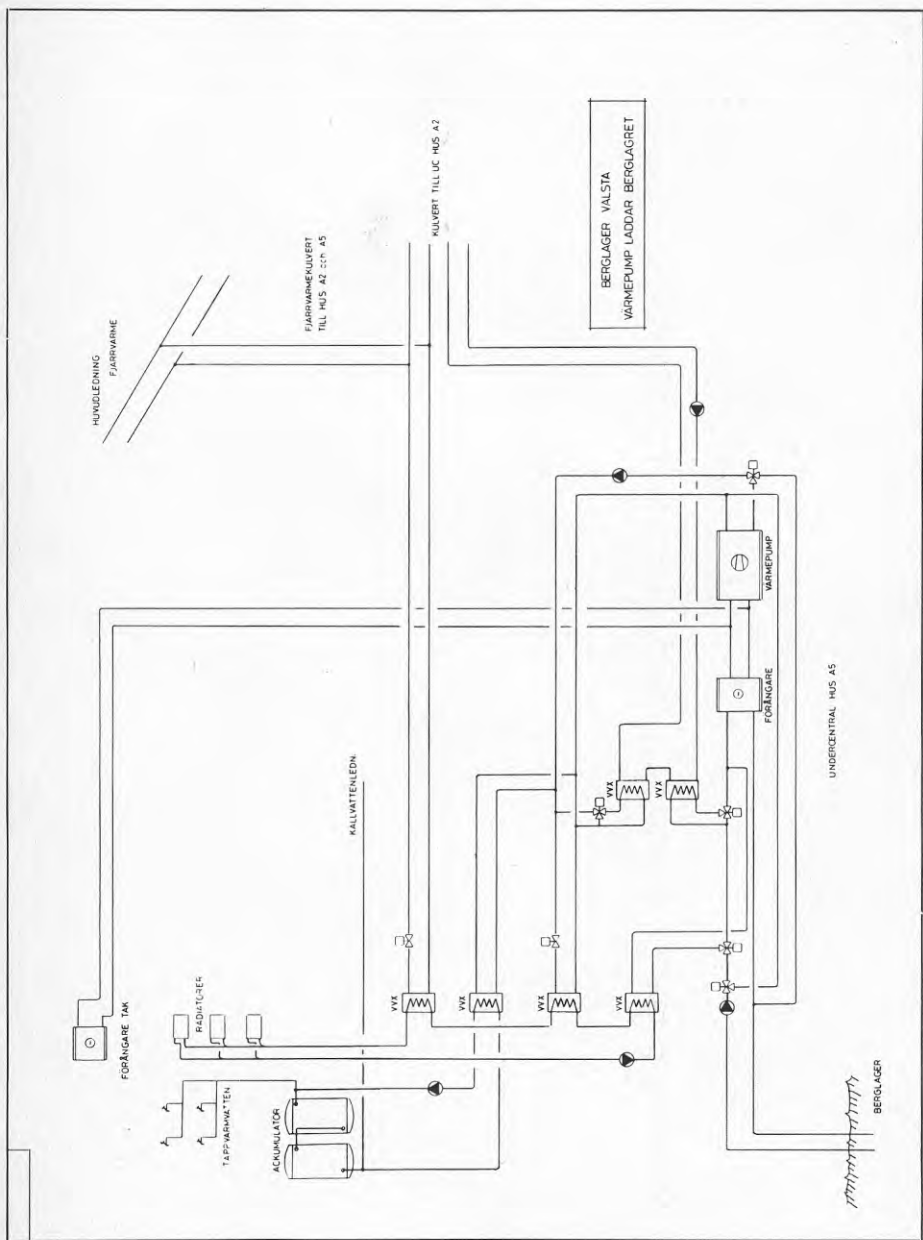 HUVUDLEDNING
FJÄRRVÄRME
FÖRÅNGARE TAK
RADIATORER
TAPPVARMVATTEN
ACKUMULATOR
FJÄRRVÄRMEKULVERT
TILL HUS A2 och A5
KALLVATTENLEDN.
VVX
KULVERT TILL UC HUS A2
VVX
VVX
VVX
VVX
VVX
BERGLAGER VALSTA
VÄRMEPUMP LADDAR BERGLAGRET
FÖRÅNGARE
VÄRMEPUMP
UNDERCENTRAL HUS A5
BERGLAGER